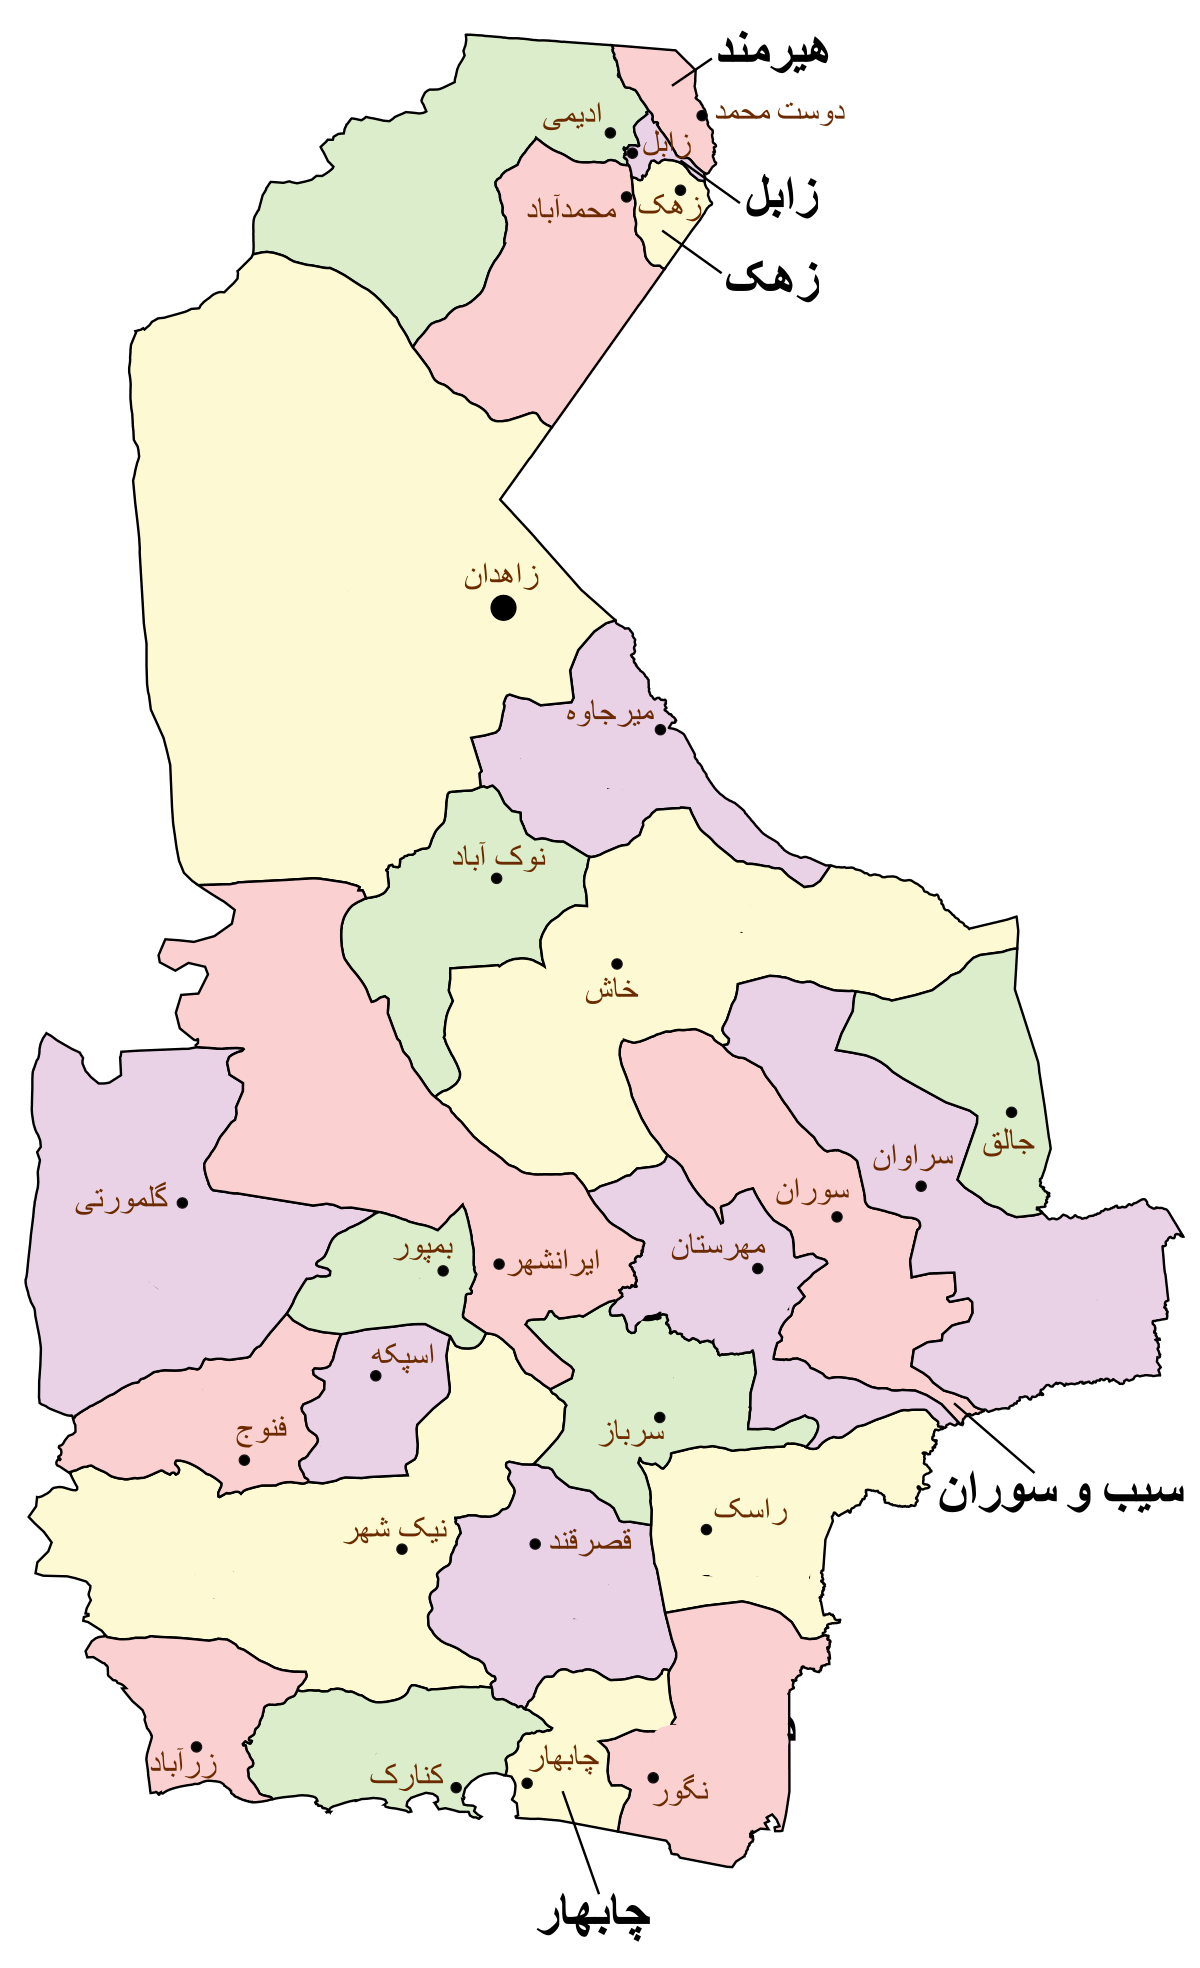 هیرمند
ادیمی
دوست محمد
زابل
زابل
محمدآباد
زهک
زهک
زاهدان
میرجاوه
نوک آباد
خاش
جالق
سراوان
سوران
گلمورتی
مهرستان
بمپور
ایرانشهر
اسپکه
فنوج
سرباز
سیب و سوران
راسک
نیک شهر
قصرقند
چابهار
زرآباد
کنارک
نگور
چابهار